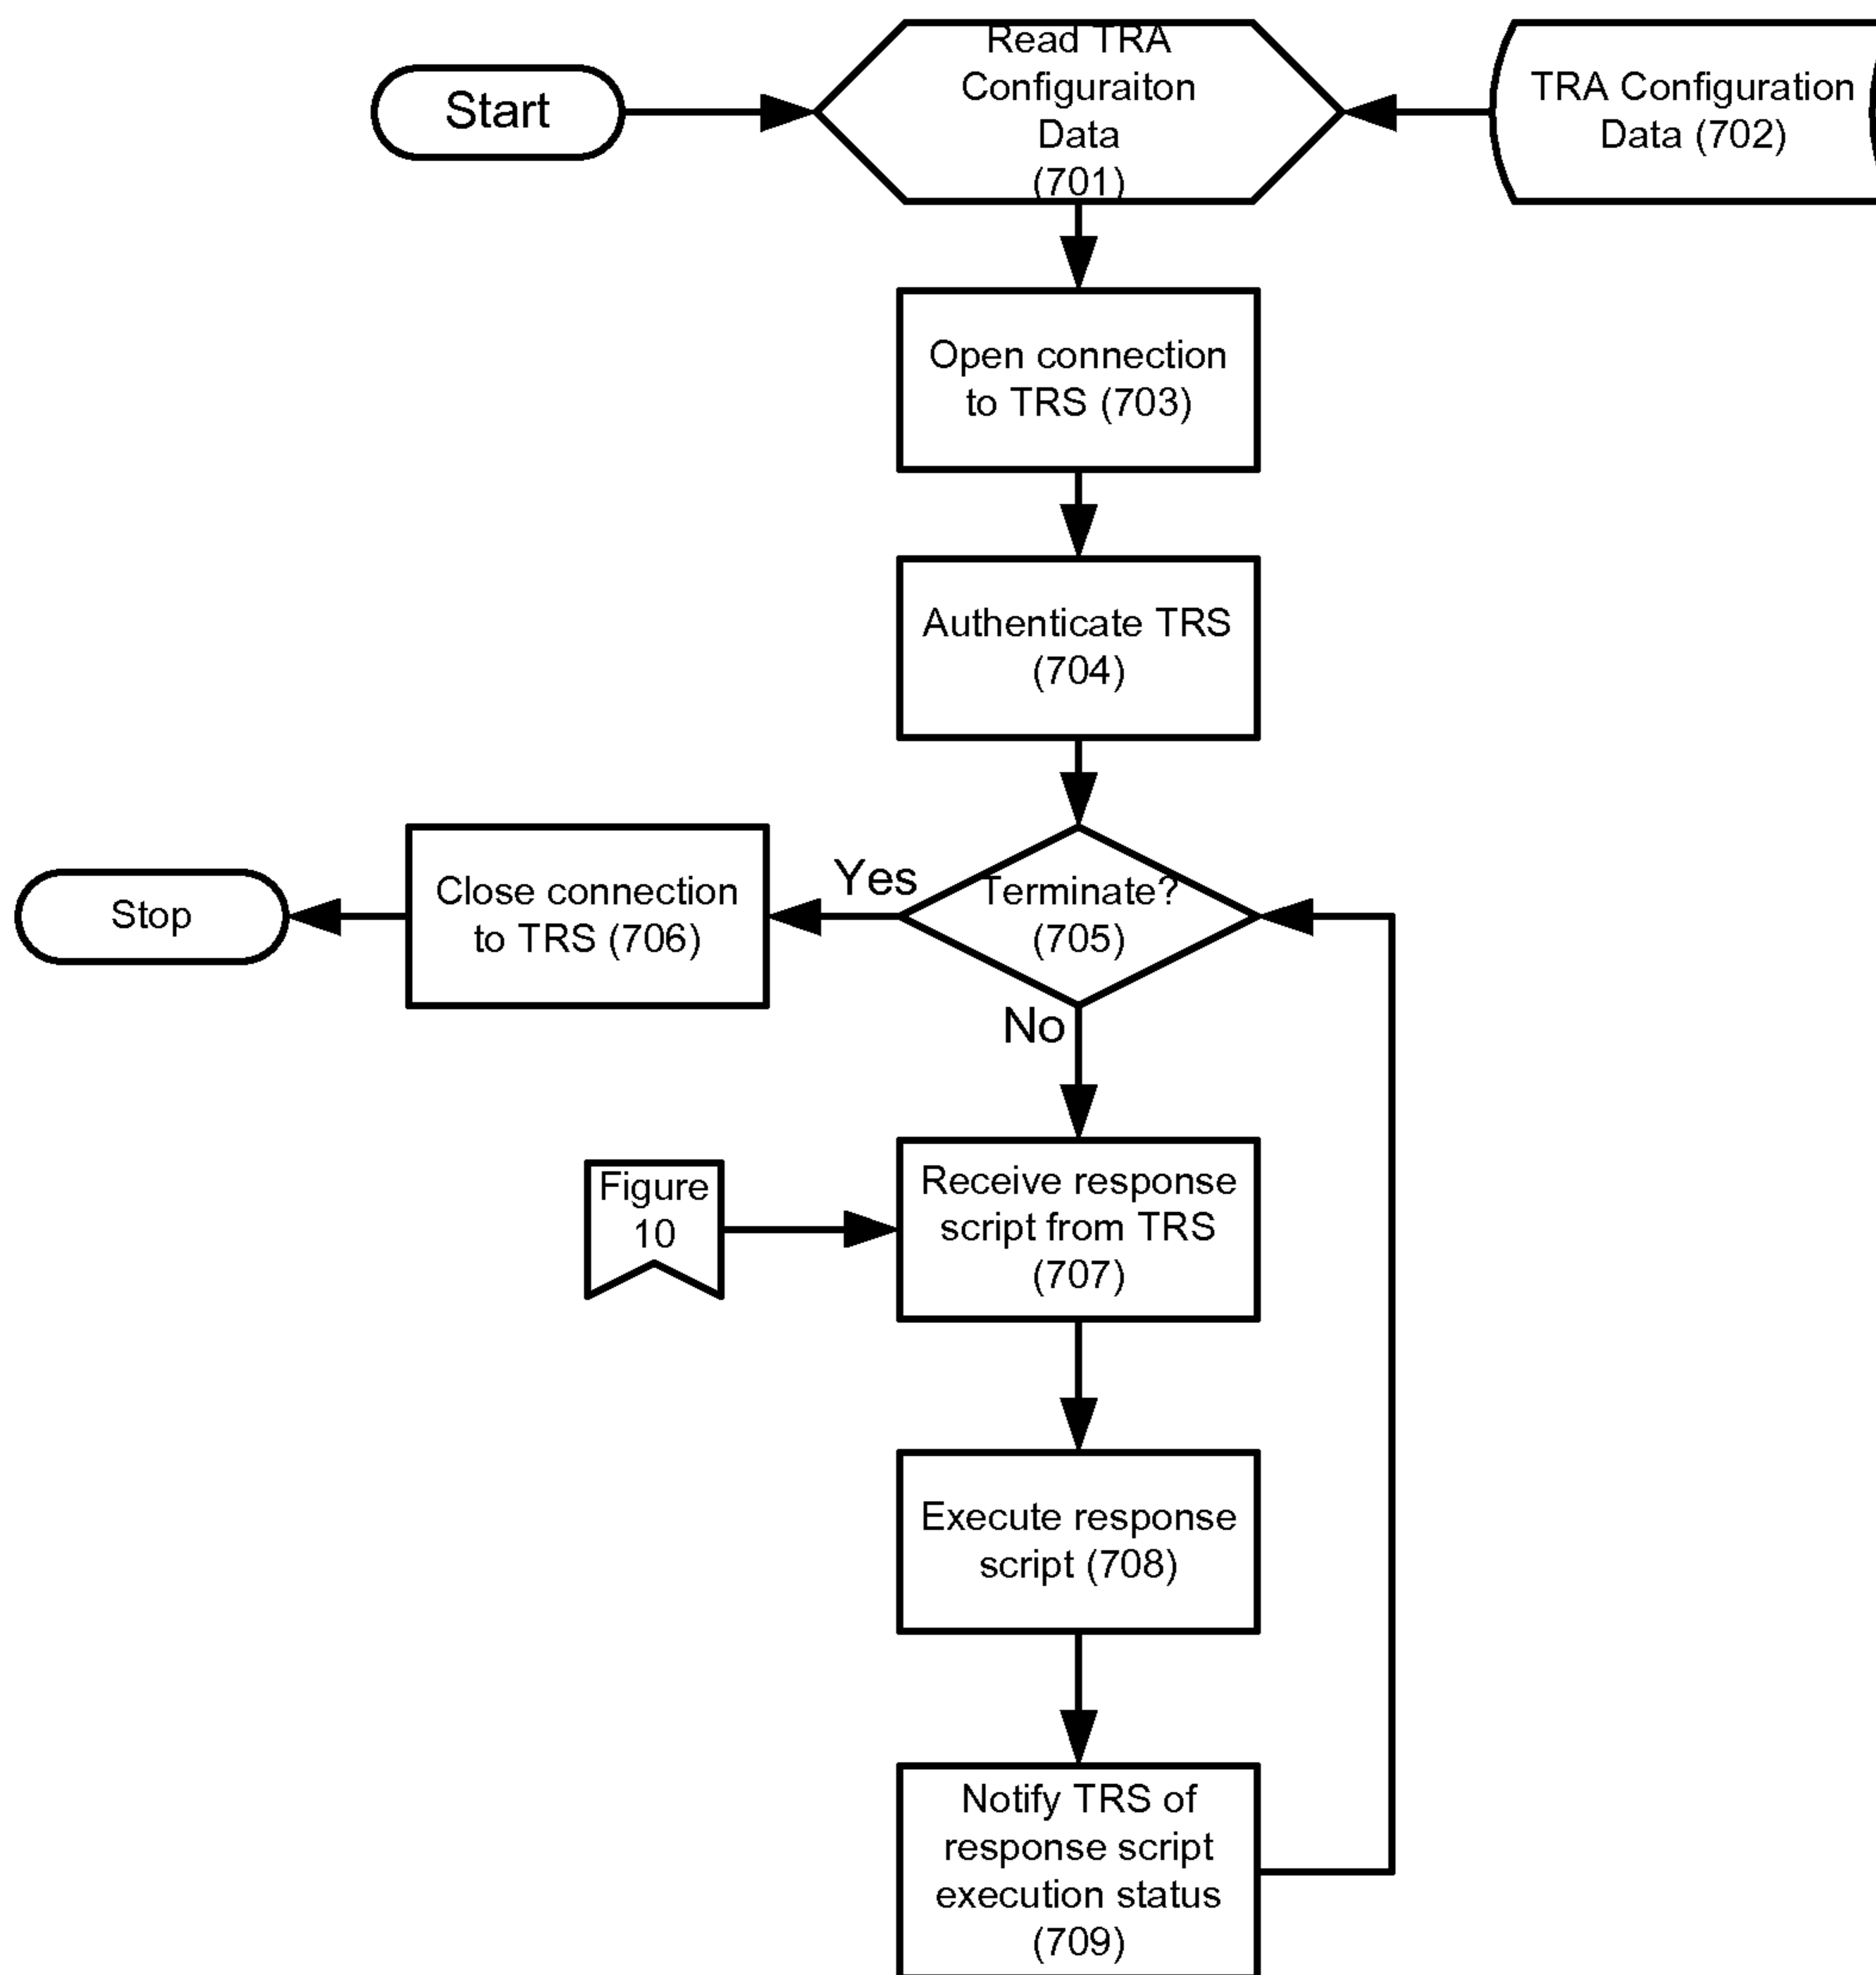 Start
Read TRA
Configuraiton
Data
(701)
TRA Configuration
Data (702)
Open connection
to TRS (703)
Authenticate TRS
(704)
Stop
Close connection
to TRS (706)
Yes
Terminate?
(705)
No
Figure
10
Receive response
script from TRS
(707)
Execute response
script (708)
Notify TRS of
response script
execution status
(709)